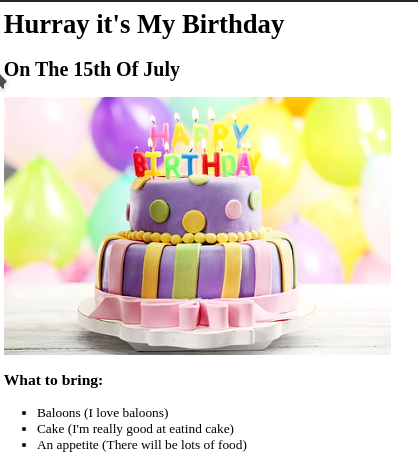 Hurray it's My Birthday
On The 15th Of July
HAPPY
BIRTHDAY
What to bring:
Baloons (I love baloons)
Cake (I'm really good at eatind cake)
An appetite (There will be lots of food)